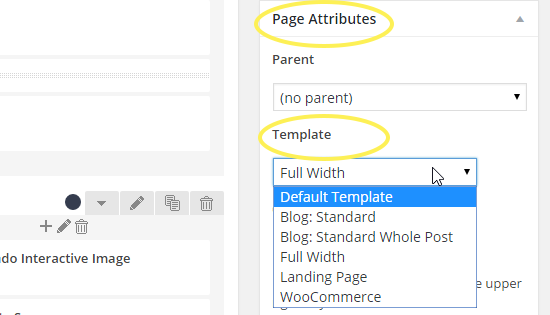 Page Attributes
Parent
(no parent)
Template
Full Width
Default Template
Blog: Standard
Blog: Standard Whole Post
Full Width
Landing Page
WooCommerce
upper
do Interactive Image